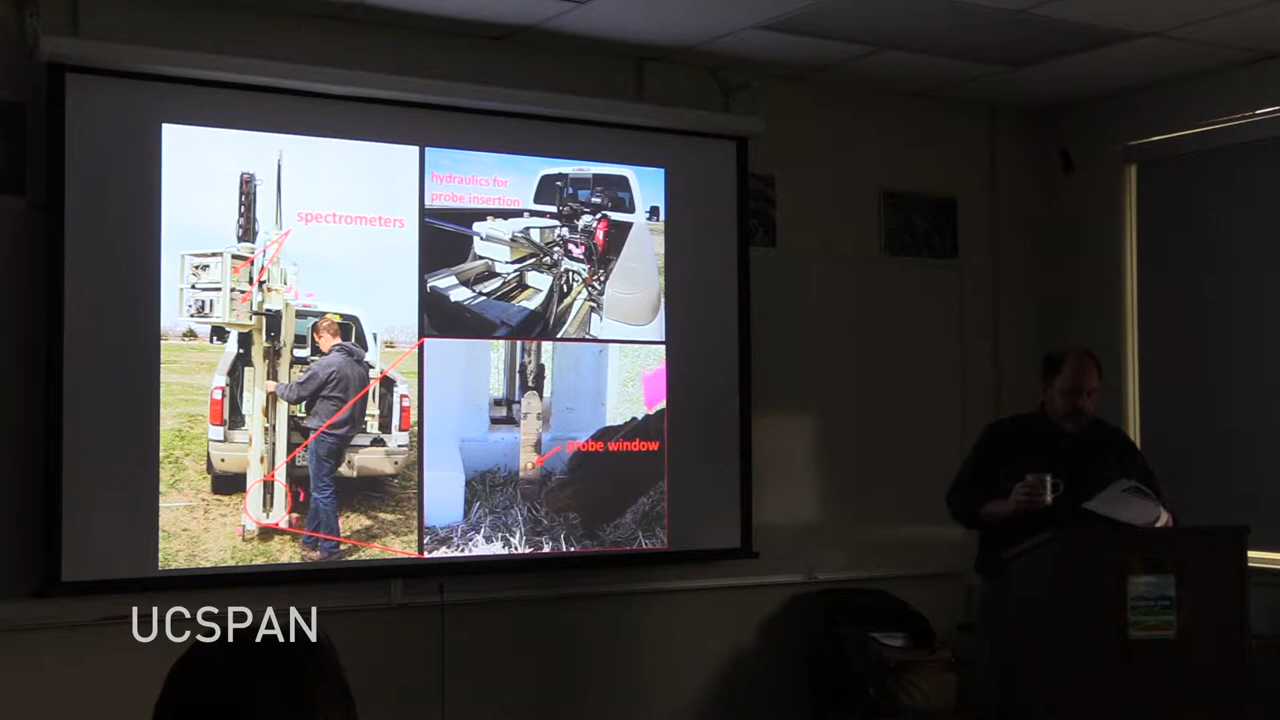 spectrometers
hydraulics for
probe insertion
probe window
UCSPAN